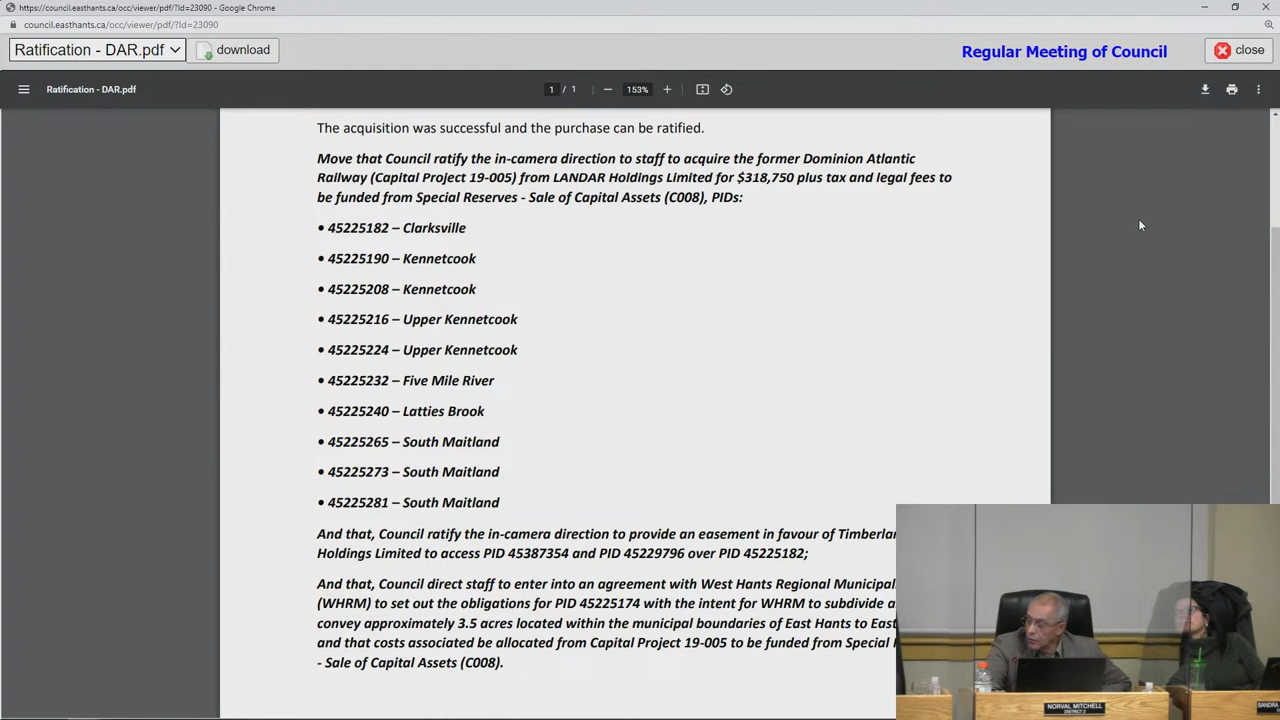 https://council.easthants.ca/occ/viewer/pdf/?Id=23090 - Google Chrome
council.easthants.ca/occ/viewer/pdf/?Id=23090
Ratification - DAR.pdf download Regular Meeting of Council close
Ratification - DAR.pdf 1 / 1 153%
The acquisition was successful and the purchase can be ratified.
Move that Council ratify the in-camera direction to staff to acquire the former Dominion Atlantic
Railway (Capital Project 19-005) from LANDAR Holdings Limited for $318,750 plus tax and legal fees to
be funded from Special Reserves - Sale of Capital Assets (C008), PIDs:
• 45225182 – Clarksville
• 45225190 – Kennetcook
• 45225208 – Kennetcook
• 45225216 – Upper Kennetcook
• 45225224 – Upper Kennetcook
• 45225232 – Five Mile River
• 45225240 – Latties Brook
• 45225265 – South Maitland
• 45225273 – South Maitland
• 45225281 – South Maitland
And that, Council ratify the in-camera direction to provide an easement in favour of Timberlan
Holdings Limited to access PID 45387354 and PID 45229796 over PID 45225182;
And that, Council direct staff to enter into an agreement with West Hants Regional Municipal
(WHRM) to set out the obligations for PID 45225174 with the intent for WHRM to subdivide a
convey approximately 3.5 acres located within the municipal boundaries of East Hants to East
and that costs associated be allocated from Capital Project 19-005 to be funded from Special
- Sale of Capital Assets (C008).
NORVAL MITCHELL
SANDRA